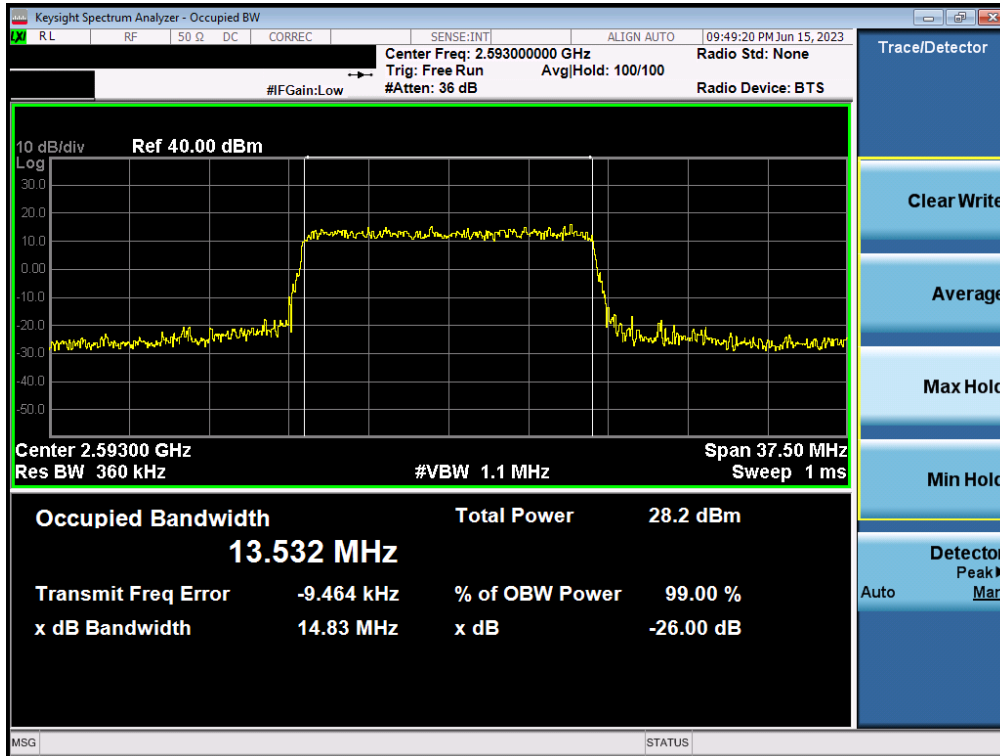 Keysight Spectrum Analyzer - Occupied BW
LXI RL RF 50 Ω DC CORREC SENSE:INT ALIGN AUTO 09:49:20 PM Jun 15, 2023
Center Freq: 2.593000000 GHz Radio Std: None
Trig: Free Run Avg|Hold: 100/100
#IFGain:Low #Atten: 36 dB Radio Device: BTS
Trace/Detector
10 dB/div Ref 40.00 dBm
Log
30.0
20.0
10.0
0.00
-10.0
-20.0
-30.0
-40.0
-50.0
Center 2.59300 GHz Span 37.50 MHz
Res BW 360 kHz #VBW 1.1 MHz Sweep 1 ms
Occupied Bandwidth Total Power 28.2 dBm
13.532 MHz
Transmit Freq Error -9.464 kHz % of OBW Power 99.00 %
x dB Bandwidth 14.83 MHz x dB -26.00 dB
Clear Write
Average
Max Hold
Min Hold
Detector
Peak
Auto Man
MSG STATUS